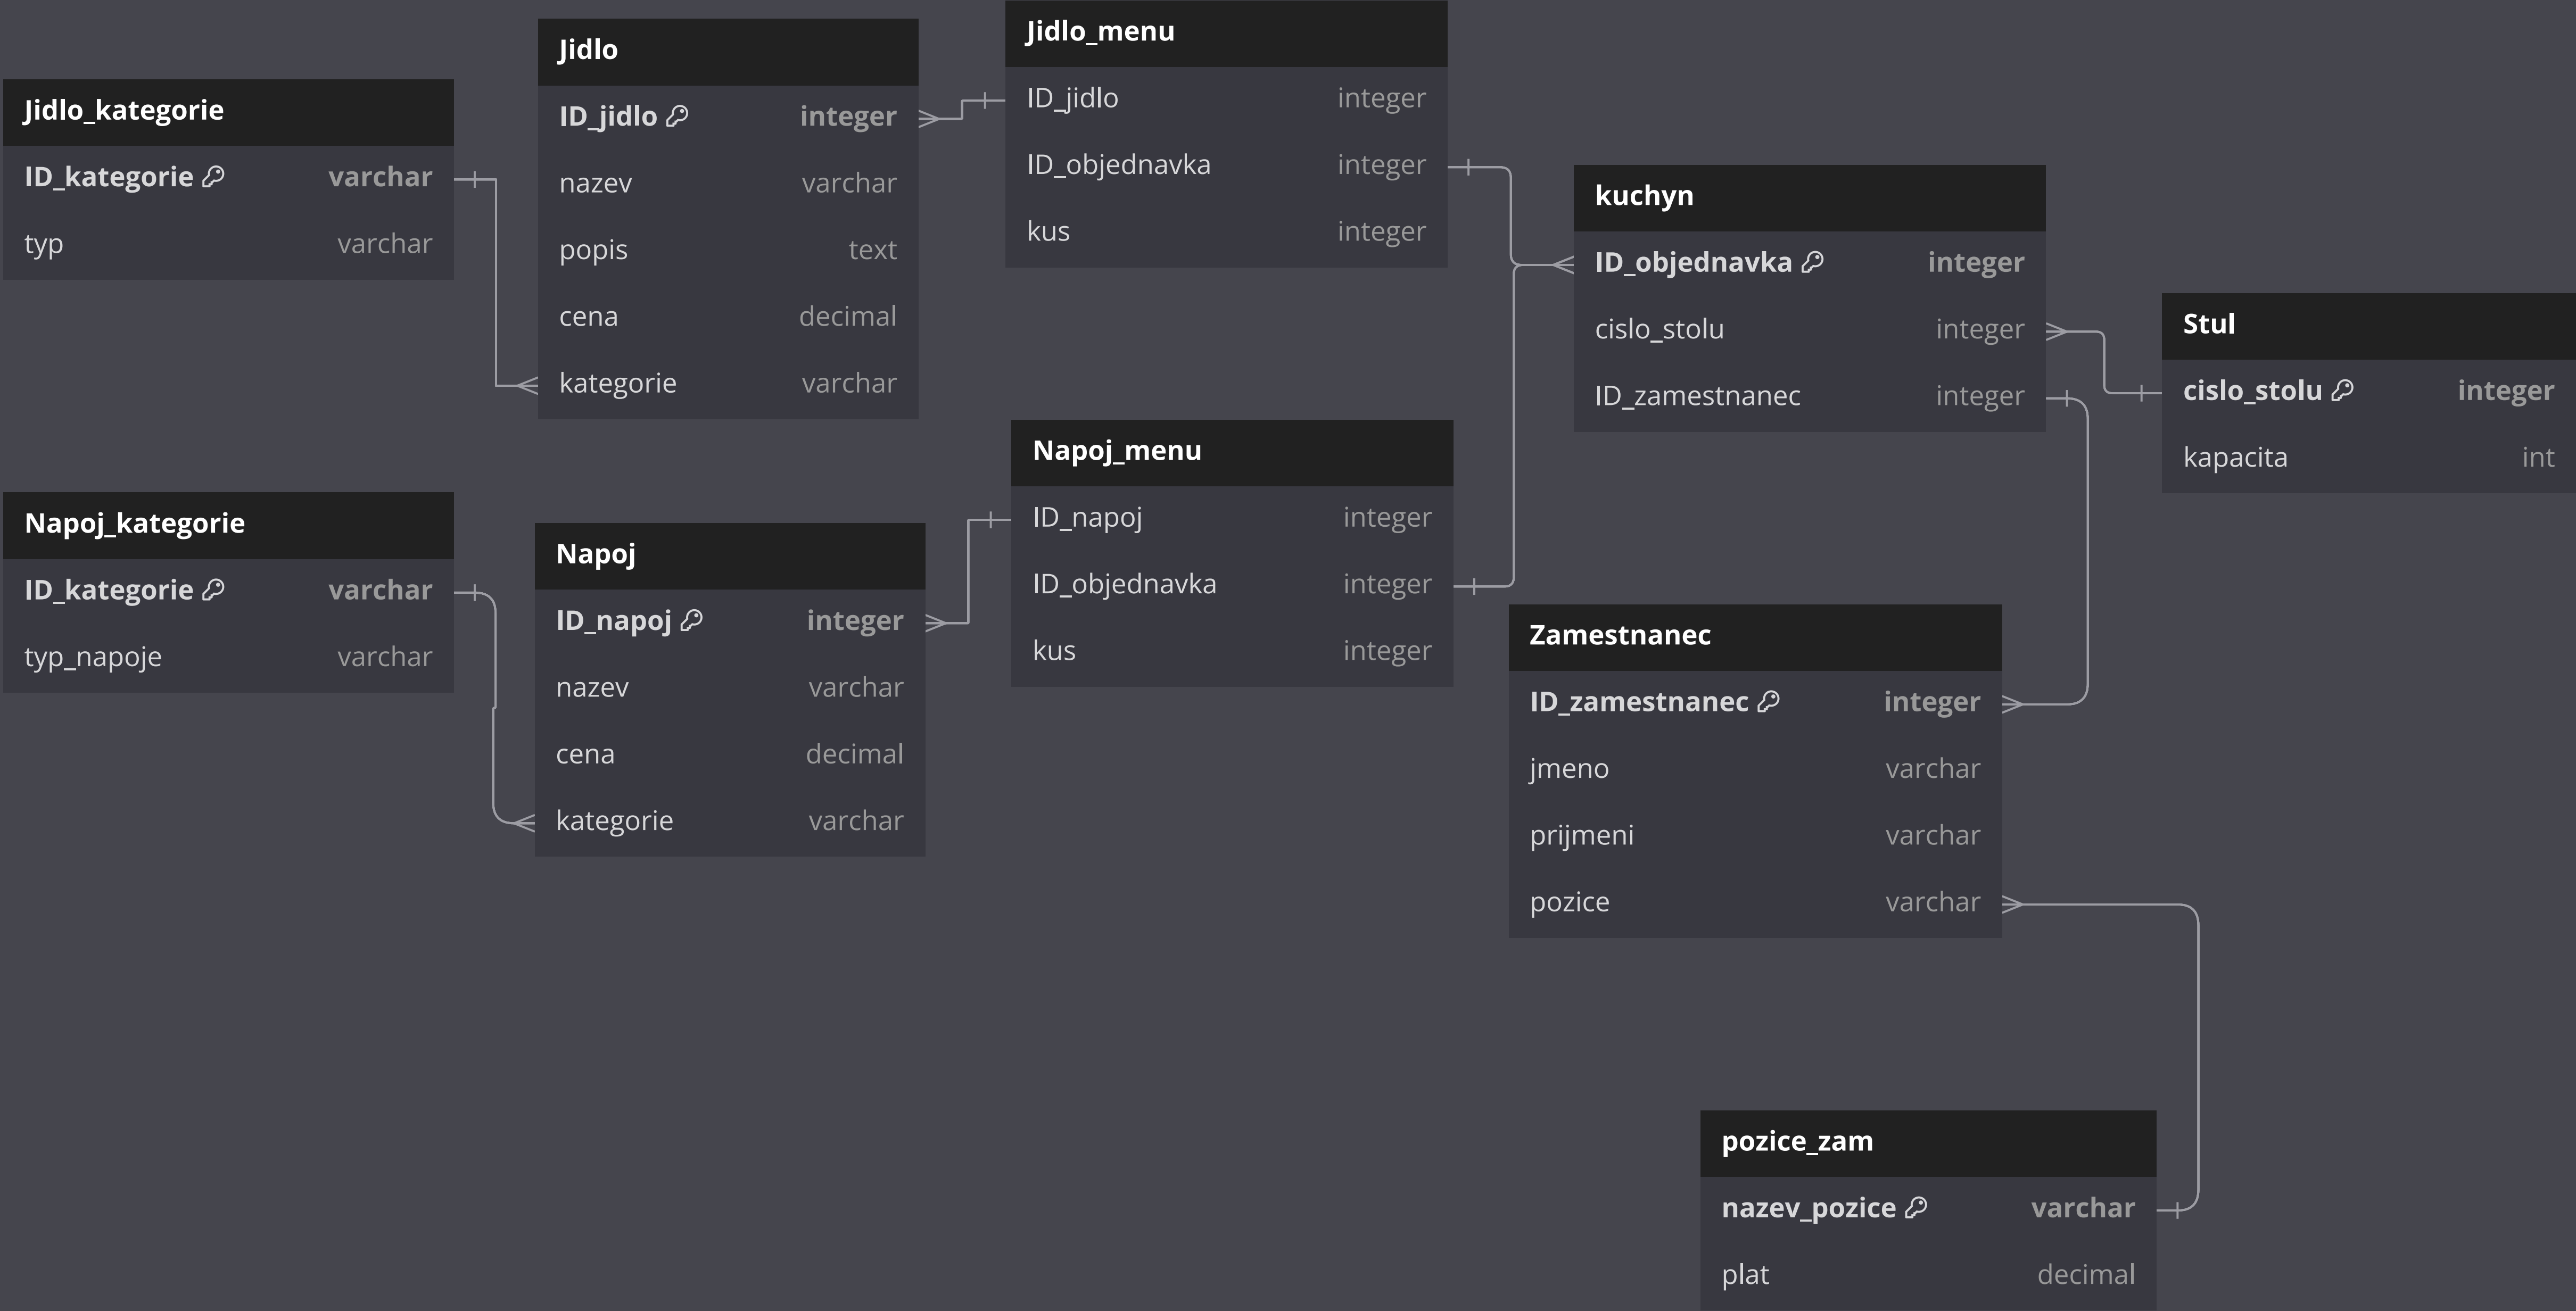 Jidlo_kategorie
ID_kategorie varchar
typ varchar
Jidlo
ID_jidlo integer
nazev varchar
popis text
cena decimal
kategorie varchar
Jidlo_menu
ID_jidlo integer
ID_objednavka integer
kus integer
kuchyn
ID_objednavka integer
cislo_stolu integer
ID_zamestnanec integer
Stul
cislo_stolu integer
kapacita int
Napoj_kategorie
ID_kategorie varchar
typ_napoje varchar
Napoj
ID_napoj integer
nazev varchar
cena decimal
kategorie varchar
Napoj_menu
ID_napoj integer
ID_objednavka integer
kus integer
Zamestnanec
ID_zamestnanec integer
jmeno varchar
prijmeni varchar
pozice varchar
pozice_zam
nazev_pozice varchar
plat decimal